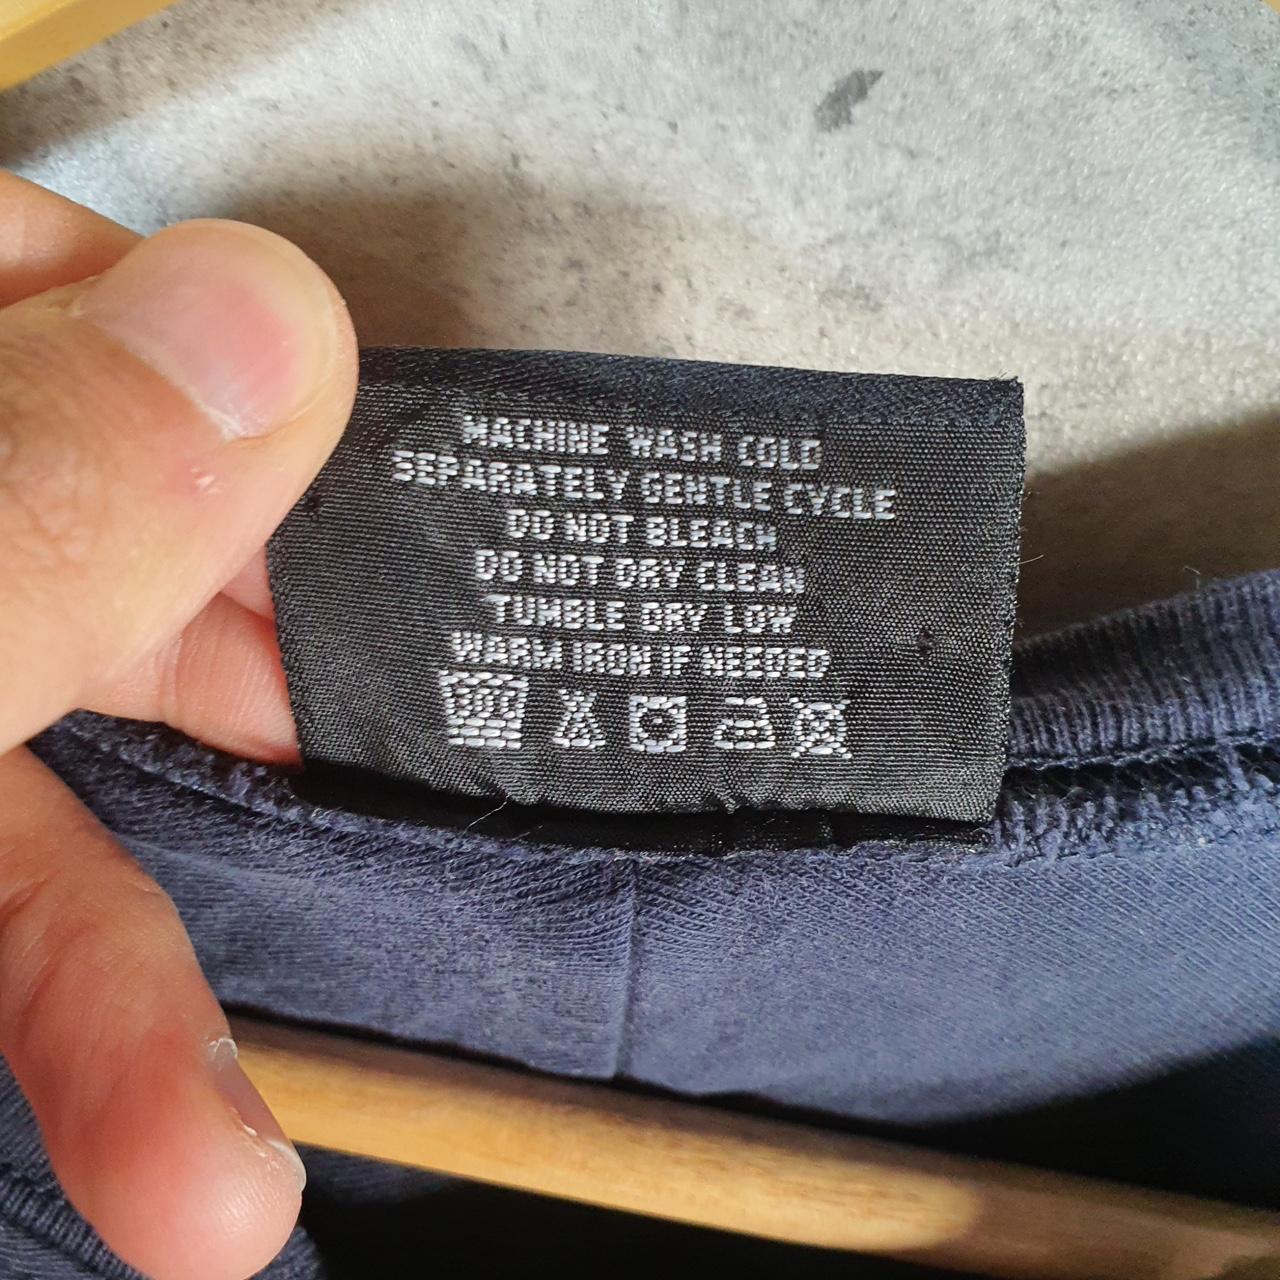 MACHINE WASH COLD
SEPARATELY GENTLE CYCLE
DO NOT BLEACH
DO NOT DRY CLEAN
TUMBLE DRY LOW
WARM IRON IF NEEDED